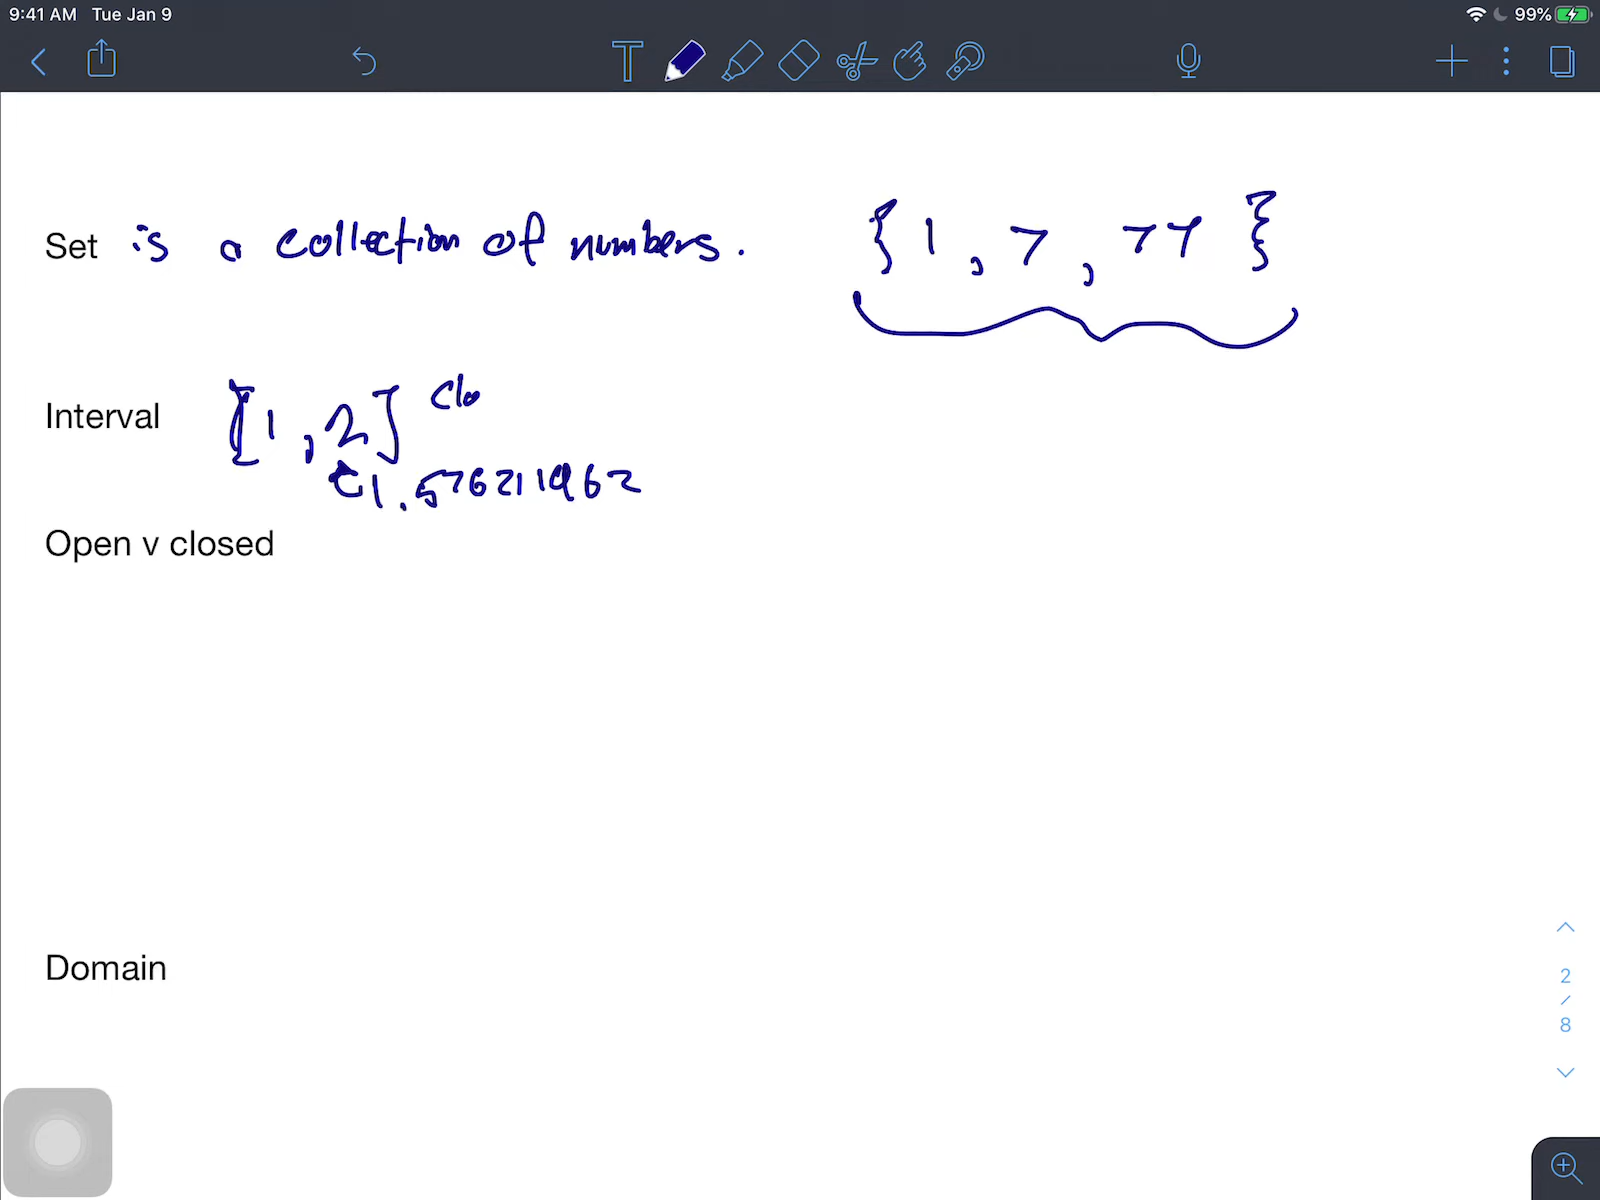 9:41 AM Tue Jan 9 99%
Set is a collection of numbers. { 1 , 7 , 77 }
Interval [1 , 2] Clo
1.576211962
Open v closed
Domain
2
/
8